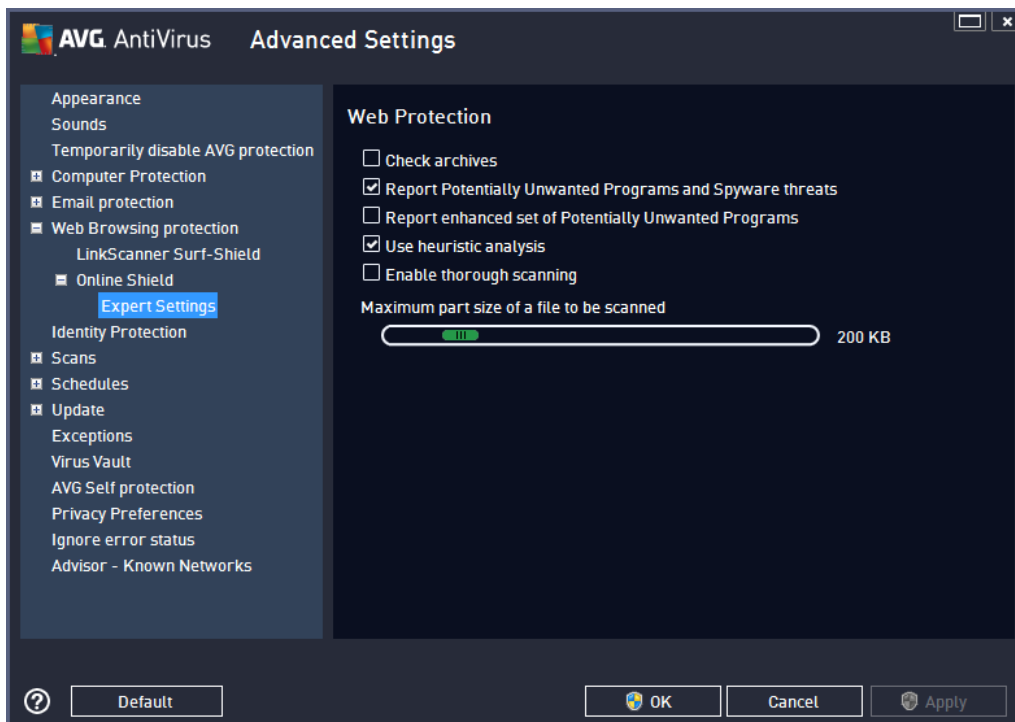 AVG AntiVirus Advanced Settings
Appearance
Sounds
Temporarily disable AVG protection
Computer Protection
Email protection
Web Browsing protection
LinkScanner Surf-Shield
Online Shield
Expert Settings
Identity Protection
Scans
Schedules
Update
Exceptions
Virus Vault
AVG Self protection
Privacy Preferences
Ignore error status
Advisor - Known Networks
Web Protection
Check archives
Report Potentially Unwanted Programs and Spyware threats
Report enhanced set of Potentially Unwanted Programs
Use heuristic analysis
Enable thorough scanning
Maximum part size of a file to be scanned
200 KB
Default
OK
Cancel
Apply